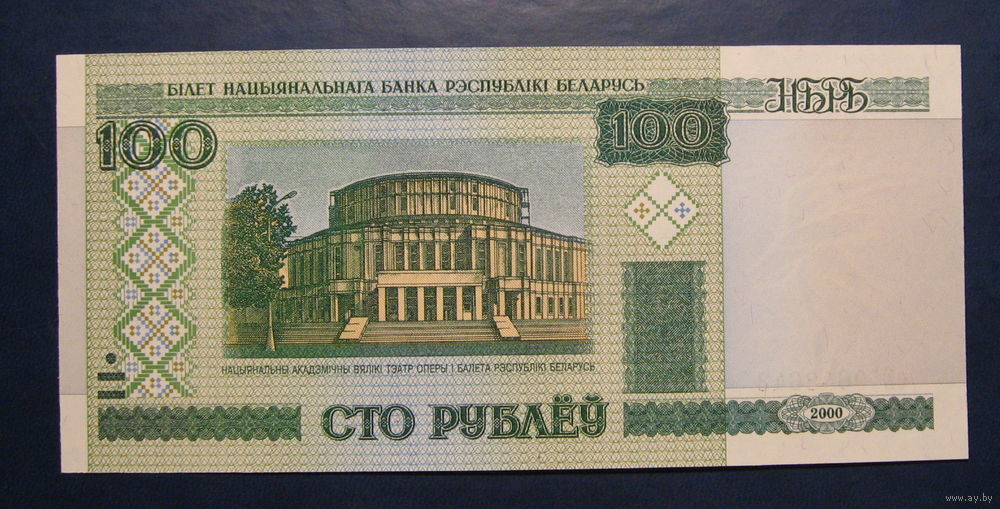 БІЛЕТ НАЦЫЯНАЛЬНАГА БАНКА РЭСПУБЛІКІ БЕЛАРУСЬ
НБРБ
100
100
НАЦЫЯНАЛЬНЫ АКАДЭМІЧНЫ ВЯЛІКІ ТЭАТР ОПЕРЫ І БАЛЕТА РЭСПУБЛІКІ БЕЛАРУСЬ
СТО РУБЛЁЎ
2000
www.ay.by